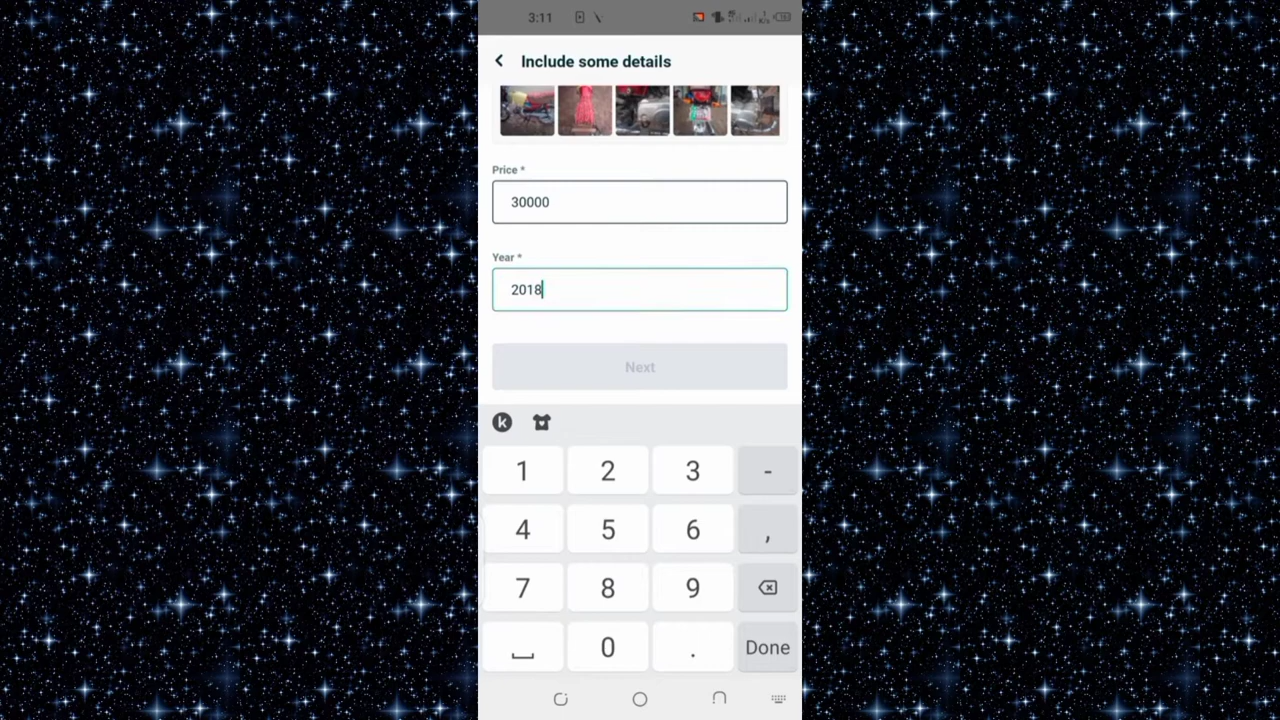 3:11
Include some details
Price *
30000
Year *
2018
Next
k
1 2 3 -
4 5 6 ,
7 8 9
0 . Done